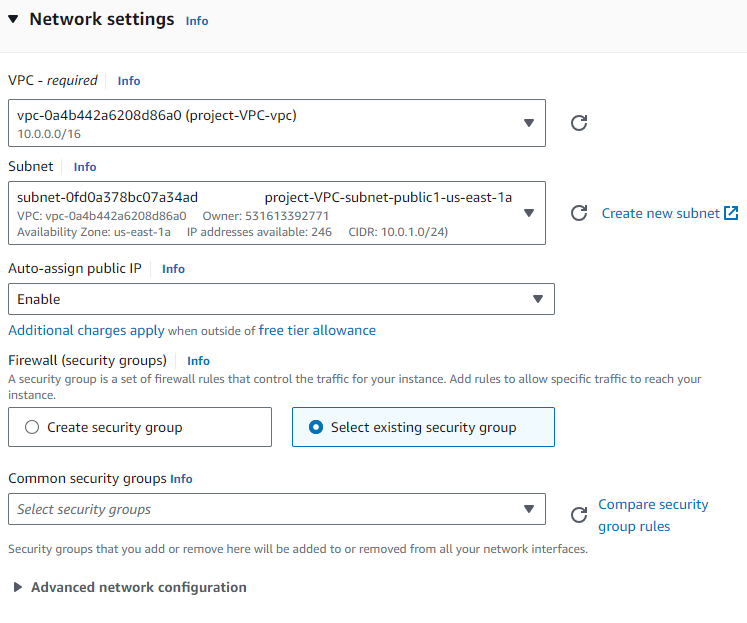 Network settings Info
VPC - required Info
vpc-0a4b442a6208d86a0 (project-VPC-vpc)
10.0.0.0/16
Subnet Info
subnet-0fd0a378bc07a34ad project-VPC-subnet-public1-us-east-1a
VPC: vpc-0a4b442a6208d86a0 Owner: 531613392771
Availability Zone: us-east-1a IP addresses available: 246 CIDR: 10.0.1.0/24)
Create new subnet
Auto-assign public IP Info
Enable
Additional charges apply when outside of free tier allowance
Firewall (security groups) Info
A security group is a set of firewall rules that control the traffic for your instance. Add rules to allow specific traffic to reach your
instance.
Create security group Select existing security group
Common security groups Info
Select security groups
Compare security
group rules
Security groups that you add or remove here will be added to or removed from all your network interfaces.
Advanced network configuration